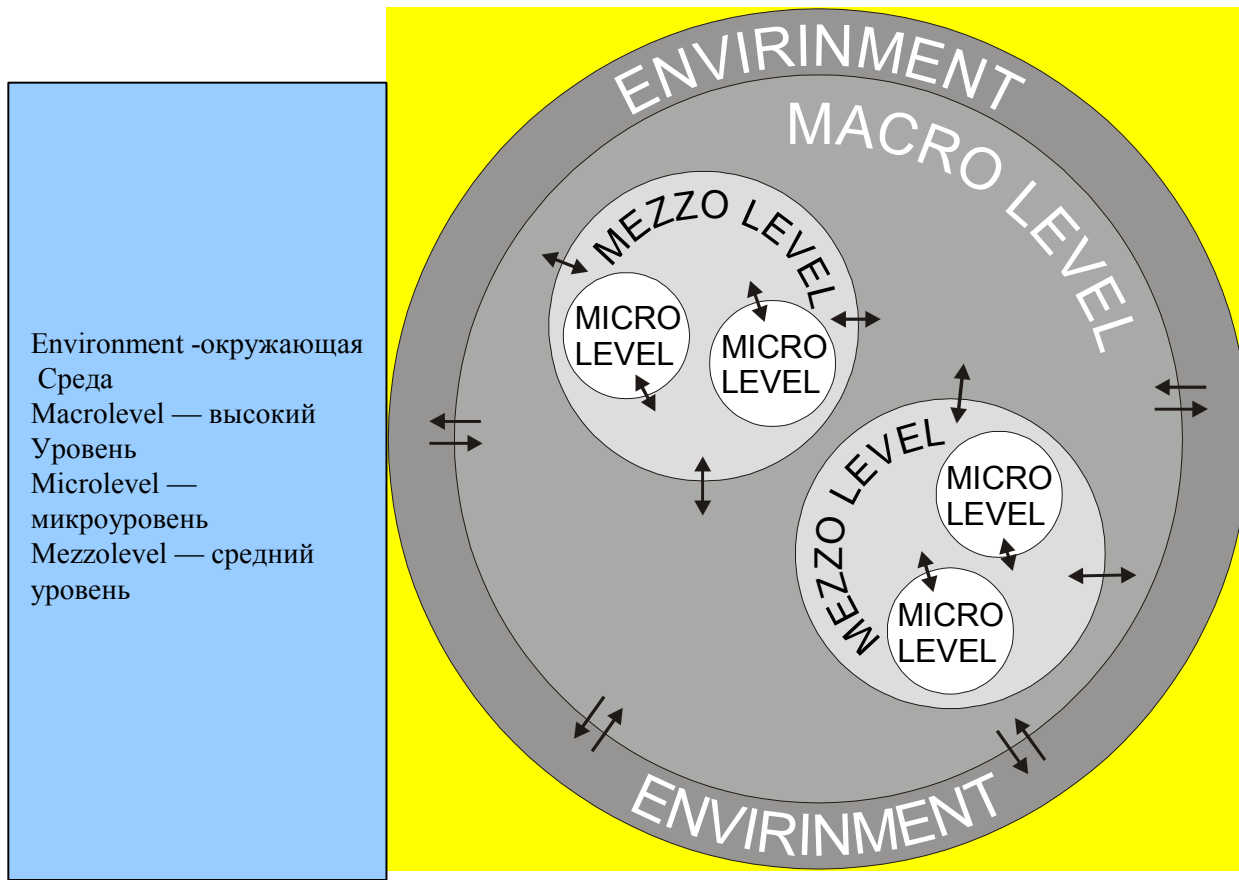 Environment -окружающая
Среда
Macrolevel — высокий
Уровень
Microlevel —
микроуровень
Mezzolevel — средний
уровень
ENVIRINMENT
MACRO LEVEL
MEZZO LEVEL
MICRO
LEVEL
MICRO
LEVEL
MEZZO LEVEL
MICRO
LEVEL
MICRO
LEVEL
ENVIRINMENT